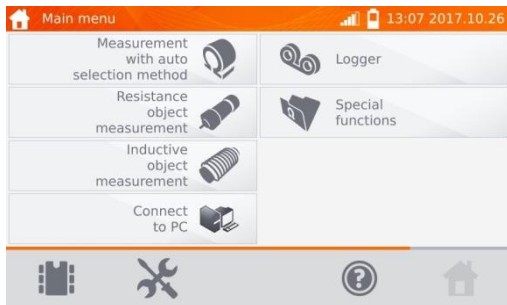 Main menu
13:07 2017.10.26
Measurement
with auto
selection method
Logger
Resistance
object
measurement
Special
functions
Inductive
object
measurement
Connect
to PC
?